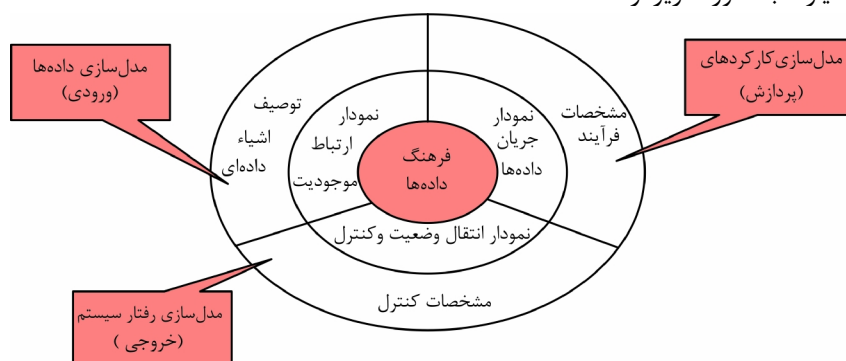 مدل‌سازی داده‌ها
(ورودی)
مدل‌سازی کارکردهای
(پردازش)
توصیف
اشیاء
داده‌ای
نمودار
ارتباط
موجودیت
فرهنگ
داده‌ها
نمودار
جریان
داده‌ها
مشخصات
فرآیند
نمودار انتقال وضعیت وکنترل
مشخصات کنترل
مدل‌سازی رفتار سیستم
(خروجی )